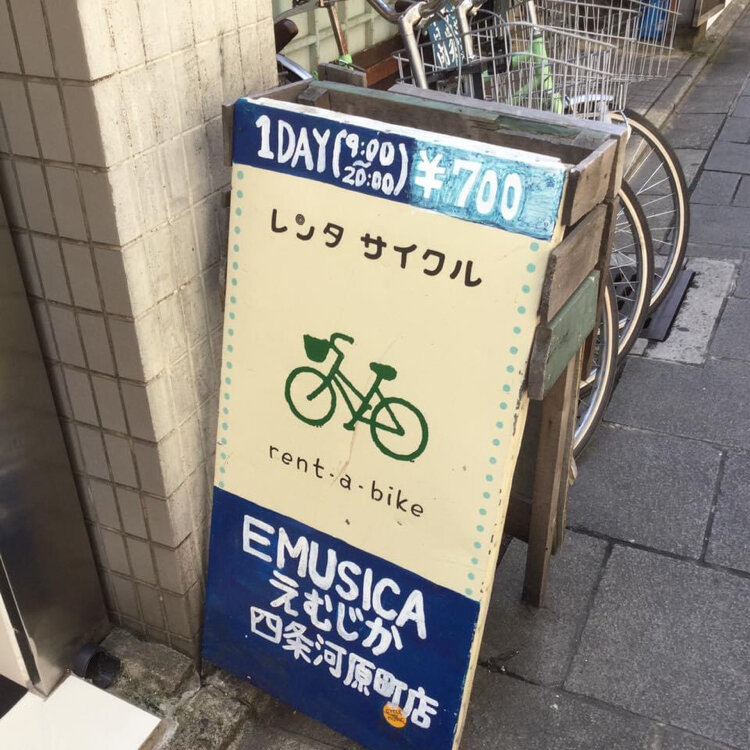 1DAY(9:00~20:00) ¥700
レンタ サイクル
rent-a-bike
EMUSICA
えむじか
四条河原町店